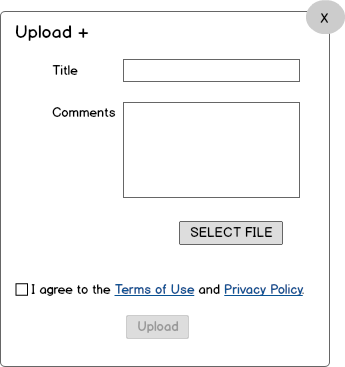 X
Upload +
Title
Comments
SELECT FILE
I agree to the Terms of Use and Privacy Policy.
Upload